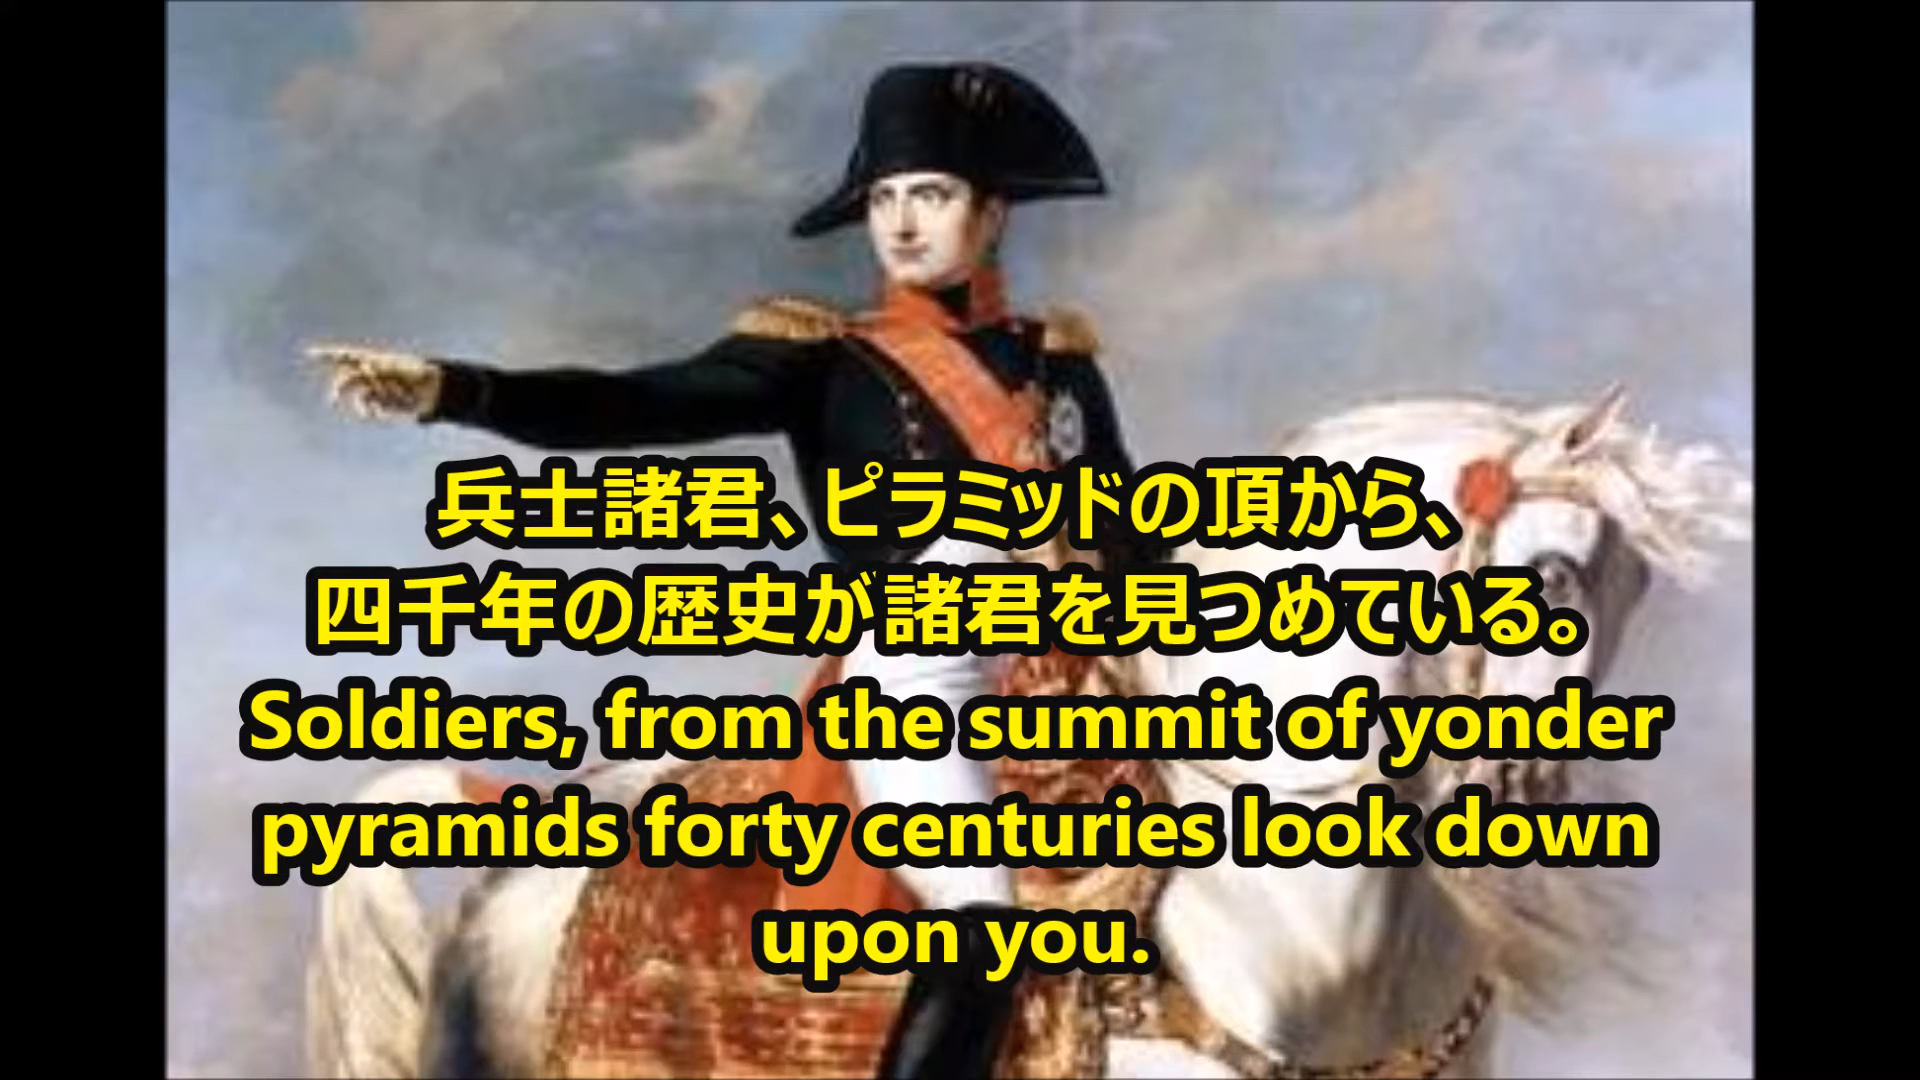 兵士諸君、ピラミッドの頂から、
四千年の歴史が諸君を見つめている。
Soldiers, from the summit of yonder
pyramids forty centuries look down
upon you.